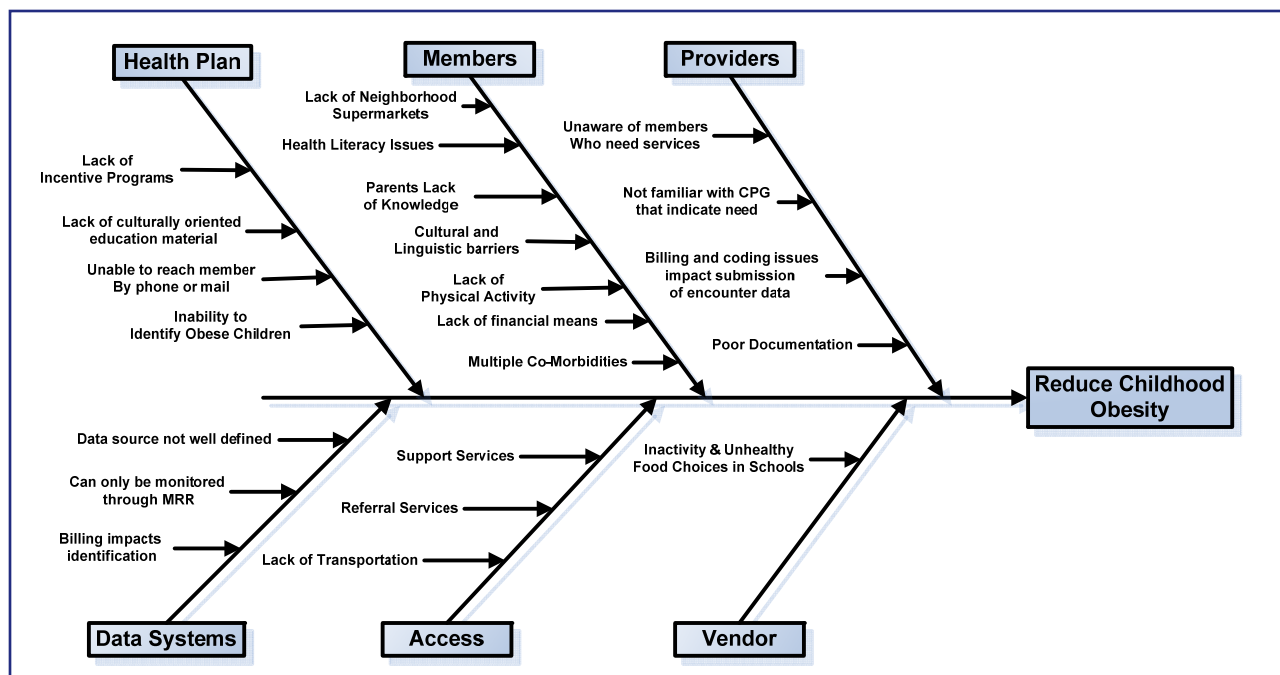 Health Plan
Members
Providers
Lack of
Incentive Programs
Lack of culturally oriented
education material
Unable to reach member
By phone or mail
Inability to
Identify Obese Children
Lack of Neighborhood
Supermarkets
Health Literacy Issues
Parents Lack
of Knowledge
Cultural and
Linguistic barriers
Lack of
Physical Activity
Lack of financial means
Multiple Co-Morbidities
Unaware of members
Who need services
Not familiar with CPG
that indicate need
Billing and coding issues
impact submission
of encounter data
Poor Documentation
Reduce Childhood
Obesity
Data source not well defined
Can only be monitored
through MRR
Billing impacts
identification
Support Services
Referral Services
Lack of Transportation
Inactivity & Unhealthy
Food Choices in Schools
Data Systems
Access
Vendor